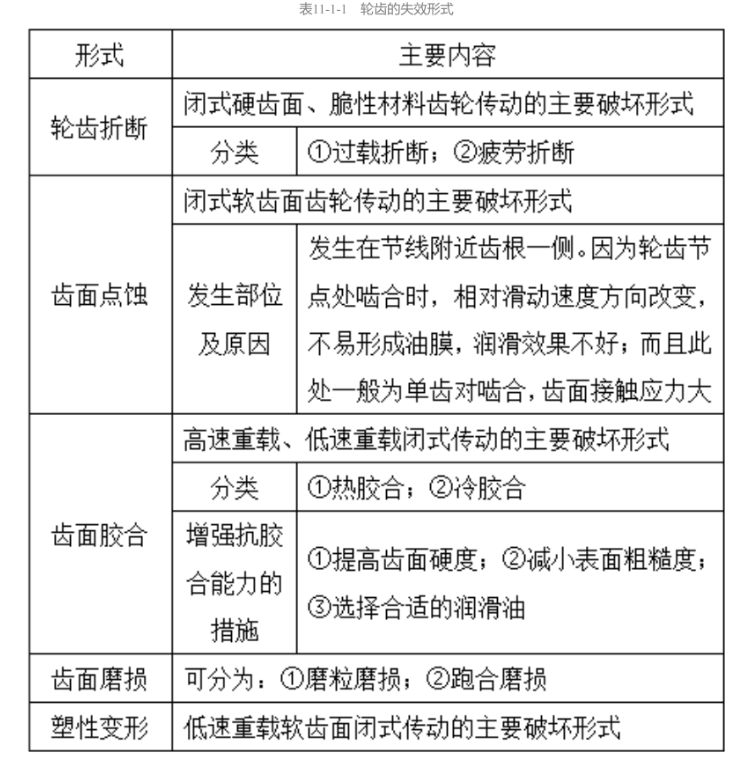 表11-1-1 轮齿的失效形式
形式 主要内容
轮齿折断
闭式硬齿面、脆性材料齿轮传动的主要破坏形式
分类 ①过载折断；②疲劳折断
齿面点蚀
闭式软齿面齿轮传动的主要破坏形式
发生部位
及原因
发生在节线附近齿根一侧。因为轮齿节
点处啮合时，相对滑动速度方向改变，
不易形成油膜，润滑效果不好；而且此
处一般为单齿对啮合，齿面接触应力大
齿面胶合
高速重载、低速重载闭式传动的主要破坏形式
分类 ①热胶合；②冷胶合
增强抗胶
合能力的
措施
①提高齿面硬度；②减小表面粗糙度；
③选择合适的润滑油
齿面磨损 可分为：①磨粒磨损；②跑合磨损
塑性变形 低速重载软齿面闭式传动的主要破坏形式